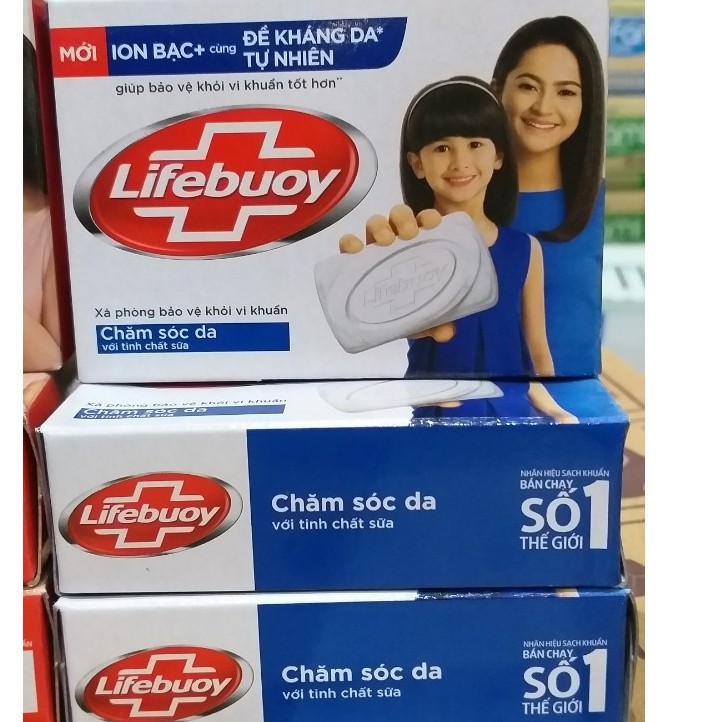 MỚI ION BẠC+ cùng ĐỀ KHÁNG DA*
TỰ NHIÊN
giúp bảo vệ khỏi vi khuẩn tốt hơn**
Lifebuoy
Lifebuoy
Xà phòng bảo vệ khỏi vi khuẩn
Chăm sóc da
với tinh chất sữa
Xà phòng bảo vệ khỏi vi khuẩn
Chăm sóc da
với tinh chất sữa
Lifebuoy
Chăm sóc da
với tinh chất sữa
NHÃN HIỆU SẠCH KHUẨN
BÁN CHẠY
SỐ 1
THẾ GIỚI
Lifebuoy
Chăm sóc da
với tinh chất sữa
NHÃN HIỆU SẠCH KHUẨN
BÁN CHẠY
SỐ 1
THẾ GIỚI